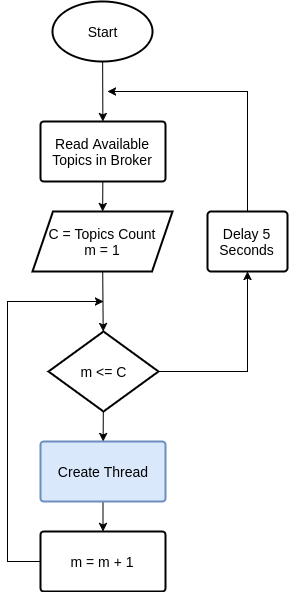 Start
Read Available
Topics in Broker
C = Topics Count
m = 1
Delay 5
Seconds
m <= C
Create Thread
m = m + 1